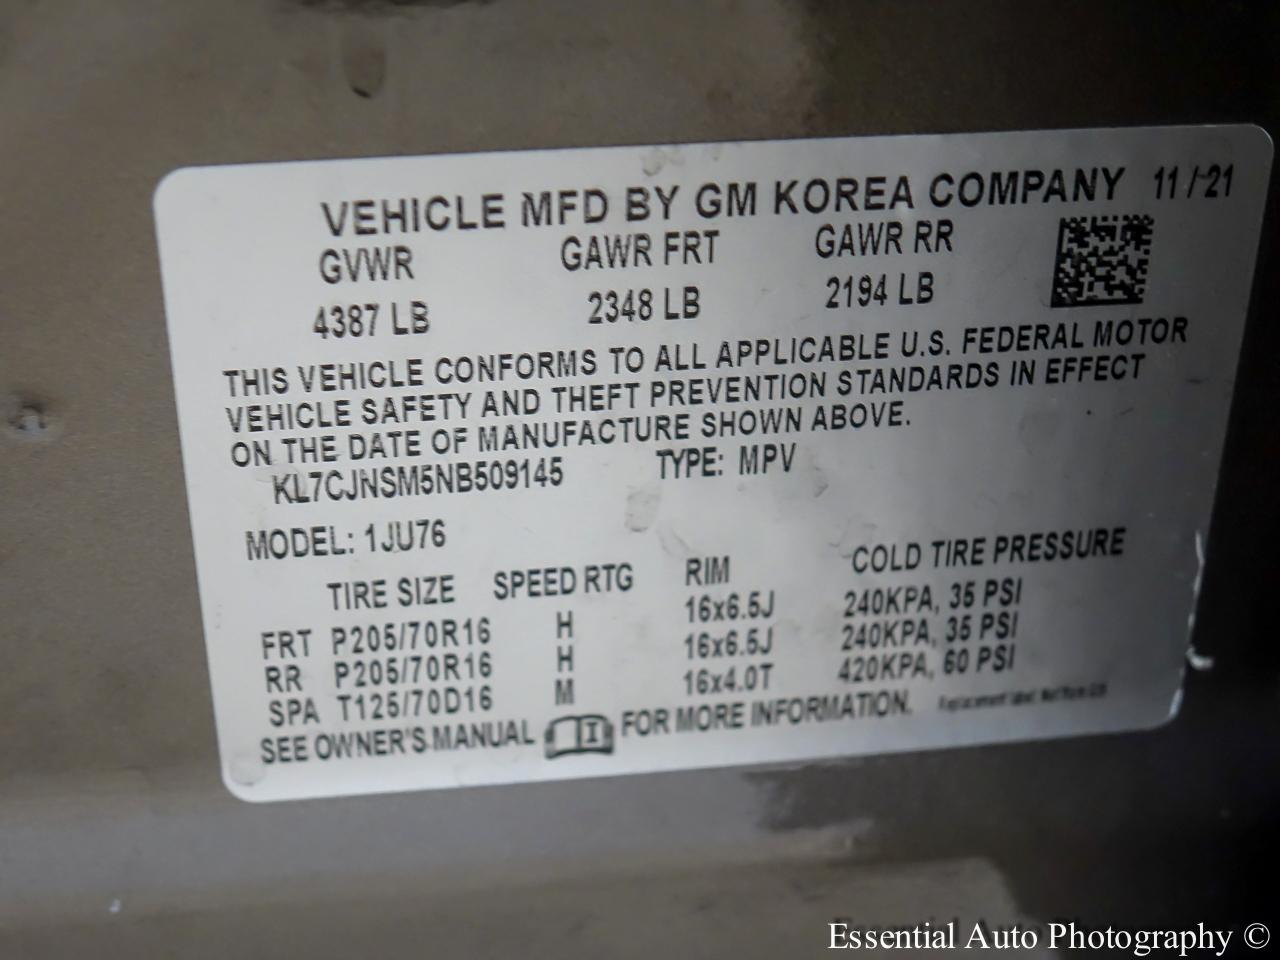 VEHICLE MFD BY GM KOREA COMPANY 11/21
GVWR GAWR FRT GAWR RR
4387 LB 2348 LB 2194 LB
THIS VEHICLE CONFORMS TO ALL APPLICABLE U.S. FEDERAL MOTOR
VEHICLE SAFETY AND THEFT PREVENTION STANDARDS IN EFFECT
ON THE DATE OF MANUFACTURE SHOWN ABOVE.
KL7CJNSM5NB509145 TYPE: MPV
MODEL: 1JU76
TIRE SIZE SPEED RTG RIM COLD TIRE PRESSURE
FRT P205/70R16 H 16x6.5J 240KPA, 35 PSI
RR P205/70R16 H 16x6.5J 240KPA, 35 PSI
SPA T125/70D16 M 16x4.0T 420KPA, 60 PSI
SEE OWNER'S MANUAL FOR MORE INFORMATION. Replacement label:
Essential Auto Photography ©